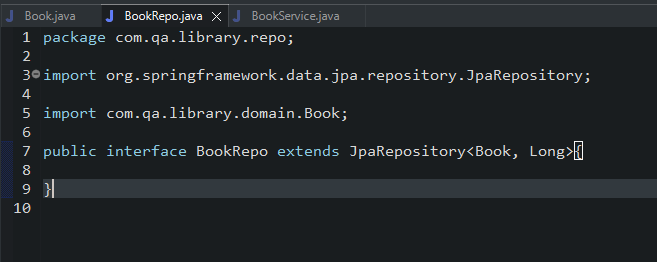 Book.java BookRepo.java BookService.java
1 package com.qa.library.repo;
2
3 import org.springframework.data.jpa.repository.JpaRepository;
4
5 import com.qa.library.domain.Book;
6
7 public interface BookRepo extends JpaRepository<Book, Long>{
8
9 }
10